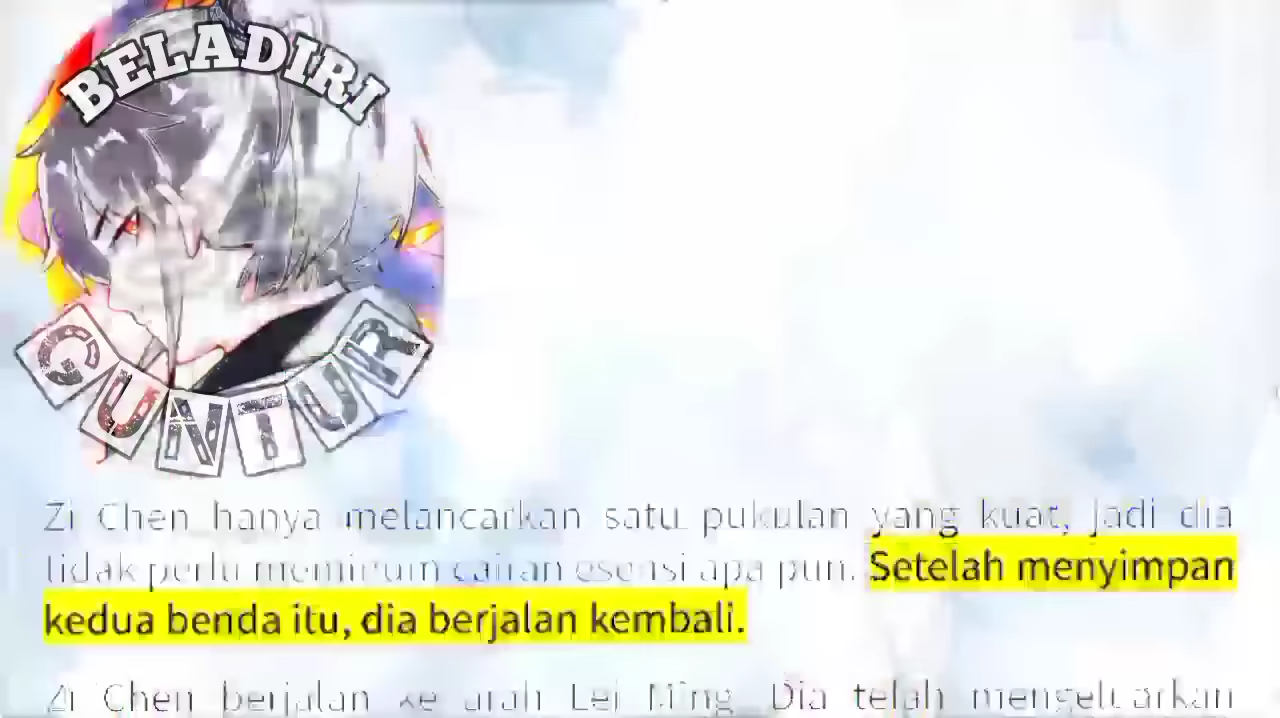 BELADIRI
GUNTUR
Zi Chen hanya melancarkan satu pukulan yang kuat, jadi dia
tidak perlu meminum cairan esensi apa pun. Setelah menyimpan
kedua benda itu, dia berjalan kembali.
Zi Chen berjalan ke arah Lei Ming. Dia telah mengeluarkan